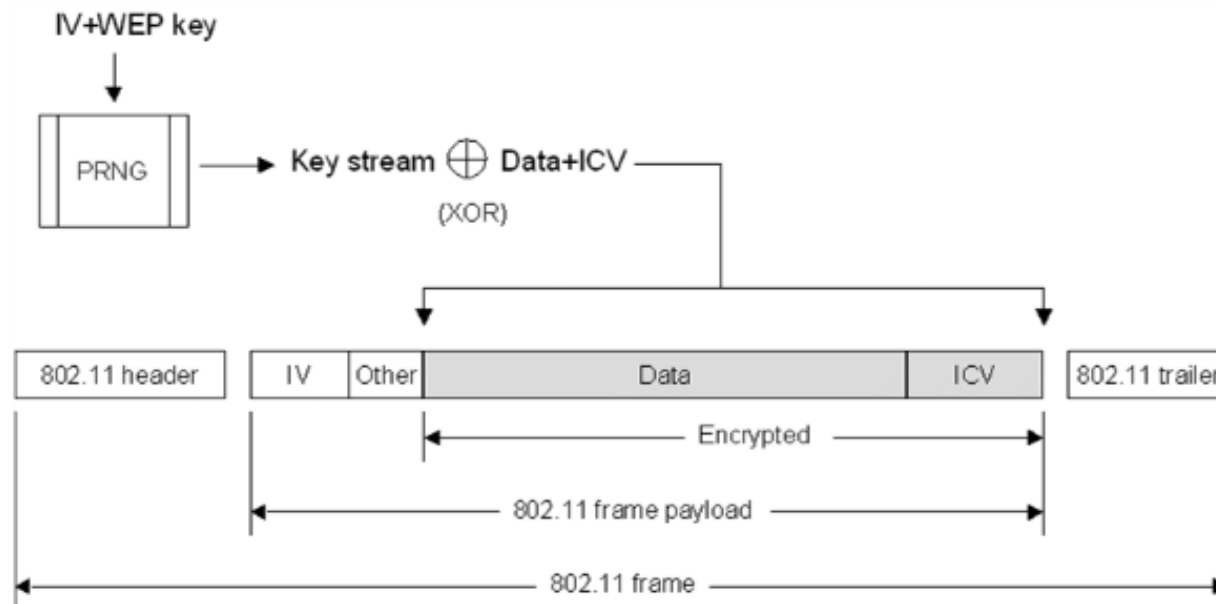 IV+WEP key
PRNG
Key stream ⊕ Data+ICV
(XOR)
802.11 header IV Other Data ICV 802.11 trailer
Encrypted
802.11 frame payload
802.11 frame